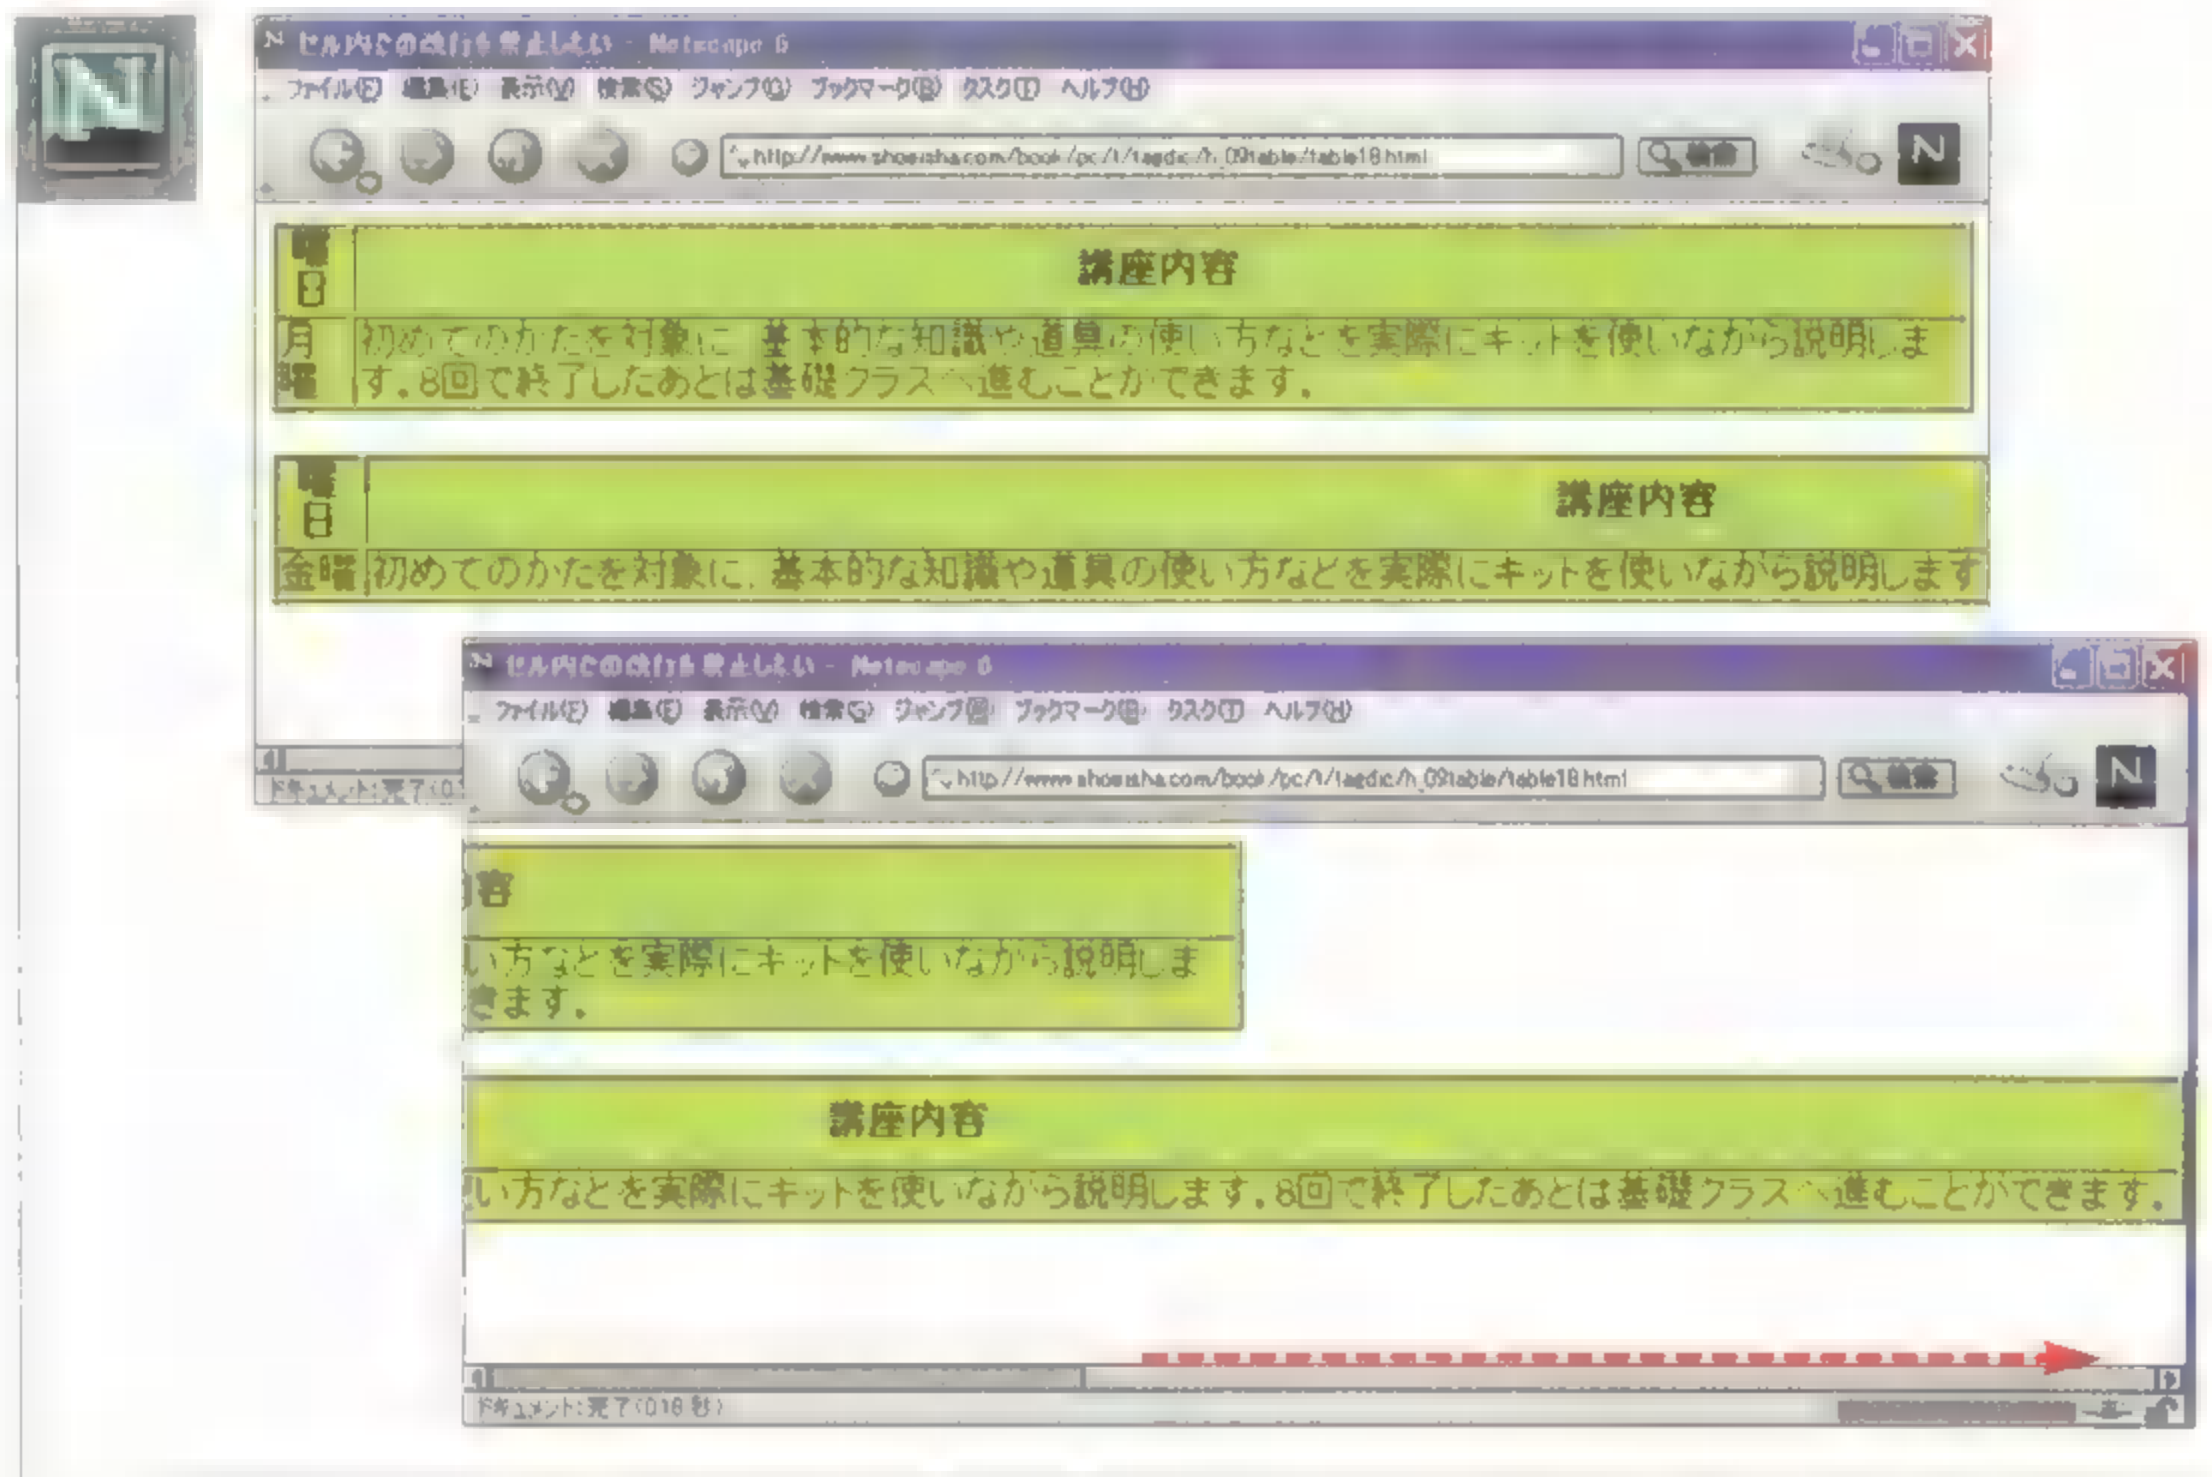 N
N セル内での改行を禁止したい - Netscape 6
ファイル(F) 編集(E) 表示(V) 検索(S) ジャンプ(G) ブックマーク(B) タスク(T) ヘルプ(H)
http://www.shoeisha.com/book/pc/t/tagdic/h_09table/table18.html 検索 N
曜日 講座内容
月曜 初めてのかたを対象に、基本的な知識や道具の使い方などを実際にキットを使いながら説明しま
す。8回で終了したあとは基礎クラスへ進むことができます。
曜日 講座内容
金曜 初めてのかたを対象に、基本的な知識や道具の使い方などを実際にキットを使いながら説明します
ドキュメント:完了(0.1
N セル内での改行を禁止したい - Netscape 6
ファイル(F) 編集(E) 表示(V) 検索(S) ジャンプ(G) ブックマーク(B) タスク(T) ヘルプ(H)
http://www.shoeisha.com/book/pc/t/tagdic/h_09table/table18.html 検索 N
容
い方などを実際にキットを使いながら説明しま
きます。
講座内容
い方などを実際にキットを使いながら説明します。8回で終了したあとは基礎クラスへ進むことができます。
ドキュメント:完了(0.16 秒)